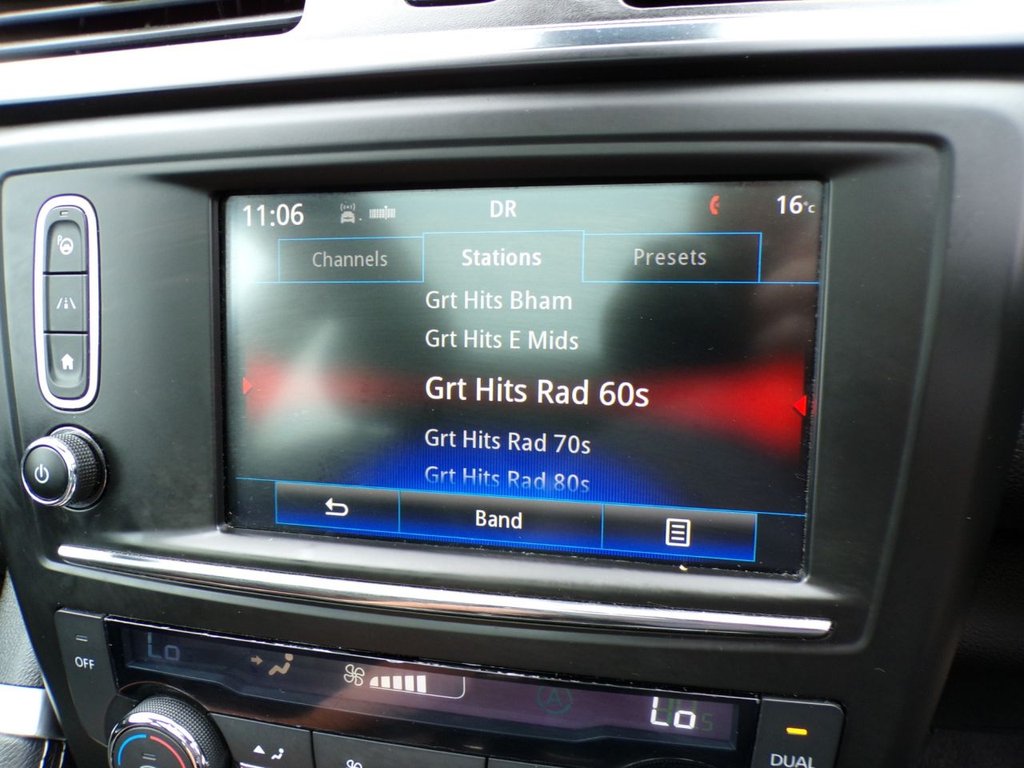 11:06 DR 16°c
Channels Stations Presets
Grt Hits Bham
Grt Hits E Mids
Grt Hits Rad 60s
Grt Hits Rad 70s
Grt Hits Rad 80s
Band
OFF
Lo
Lo
DUAL